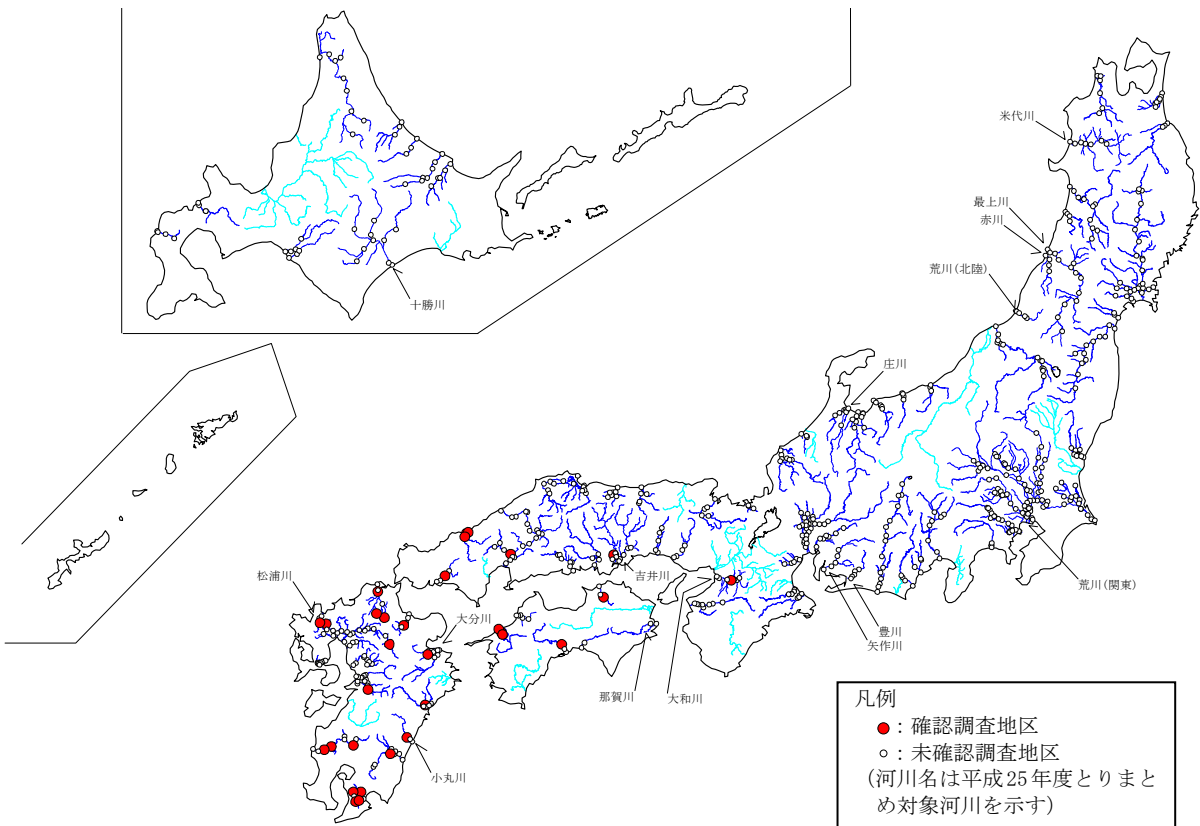 米代川
最上川
赤川
荒川(北陸)
十勝川
庄川
松浦川
大分川
吉井川
荒川(関東)
豊川
矢作川
那賀川
大和川
小丸川
凡例
：確認調査地区
：未確認調査地区
(河川名は平成25年度とりまと
め対象河川を示す)